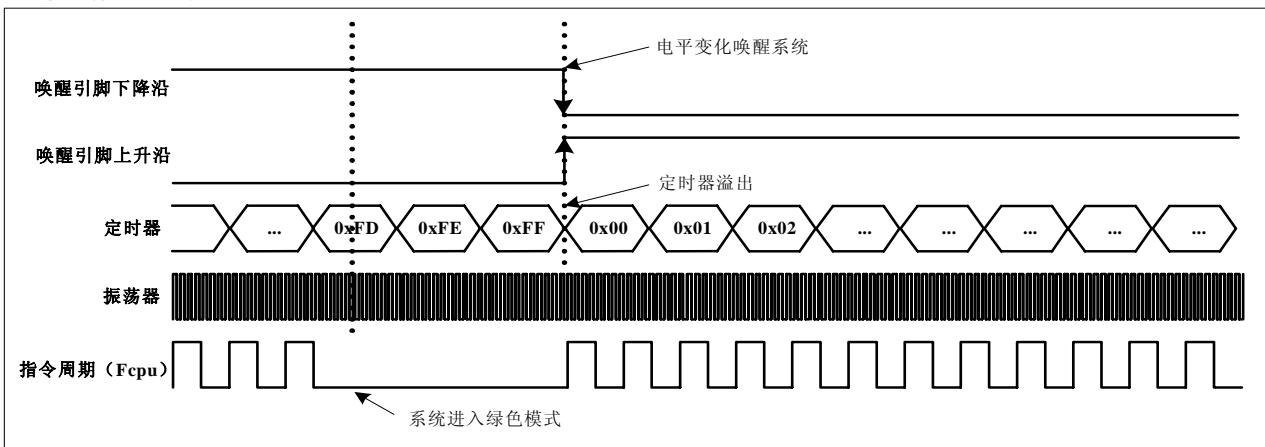 电平变化唤醒系统
唤醒引脚下降沿
唤醒引脚上升沿
定时器溢出
定时器 ... 0xFD 0xFE 0xFF 0x00 0x01 0x02 ... ... ... ... ...
振荡器
指令周期（Fcpu）
系统进入绿色模式